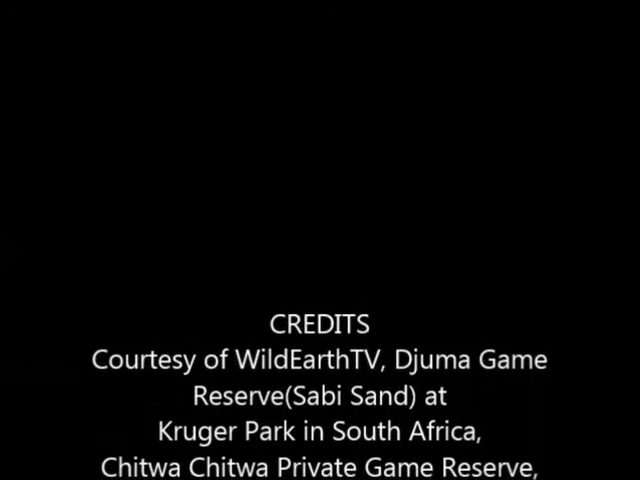 CREDITS
Courtesy of WildEarthTV, Djuma Game
Reserve(Sabi Sand) at
Kruger Park in South Africa,
Chitwa Chitwa Private Game Reserve,